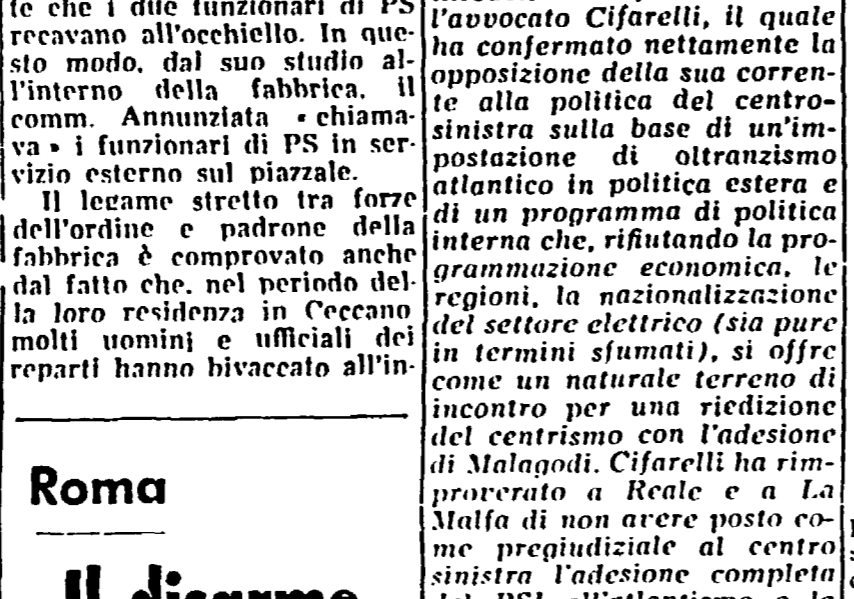 te che i due funzionari di PS
recavano all'occhiello. In que-
sto modo, dal suo studio al-
l'interno della fabbrica, il
comm. Annunziata « chiama-
va » i funzionari di PS in ser-
vizio esterno sul piazzale.
Il legame stretto tra forze
dell'ordine e padrone della
fabbrica è comprovato anche
dal fatto che, nel periodo del-
la loro residenza in Ceccano
molti uomini e ufficiali dei
reparti hanno bivaccato all'in-
Roma
Il disarmo
l'avvocato Cifarelli, il quale
ha confermato nettamente la
opposizione della sua corren-
te alla politica del centro-
sinistra sulla base di un'im-
postazione di oltranzismo
atlantico in politica estera e
di un programma di politica
interna che, rifiutando la pro-
grammazione economica, le
regioni, la nazionalizzazione
del settore elettrico (sia pure
in termini sfumati), si offre
come un naturale terreno di
incontro per una riedizione
del centrismo con l'adesione
di Malagodi. Cifarelli ha rim-
proverato a Reale e a La
Malfa di non avere posto co-
me pregiudiziale al centro
sinistra l'adesione completa
del PSI all'atlantismo e la